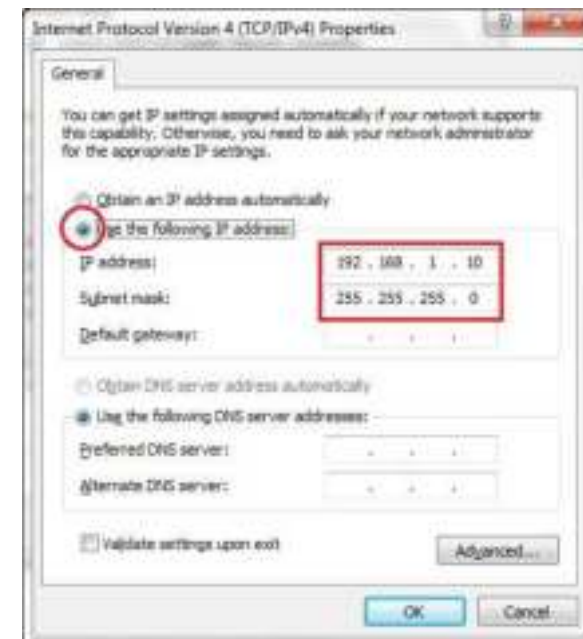 Internet Protocol Version 4 (TCP/IPv4) Properties
General
You can get IP settings assigned automatically if your network supports
this capability. Otherwise, you need to ask your network administrator
for the appropriate IP settings.
Obtain an IP address automatically
Use the following IP address:
IP address: 192 . 168 . 1 . 10
Subnet mask: 255 . 255 . 255 . 0
Default gateway: . . .
Obtain DNS server address automatically
Use the following DNS server addresses:
Preferred DNS server: . . .
Alternate DNS server: . . .
Validate settings upon exit
Advanced...
OK Cancel